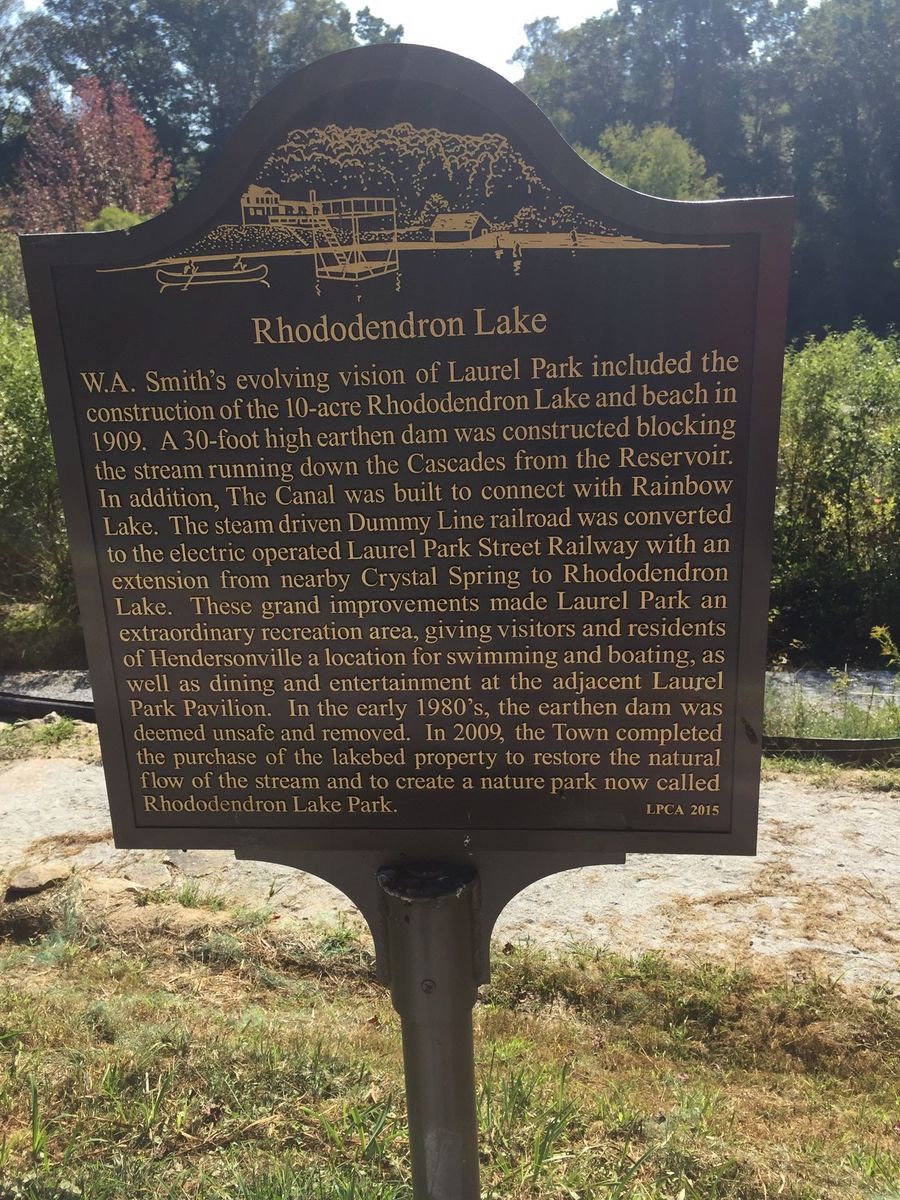 Rhododendron Lake
W.A. Smith's evolving vision of Laurel Park included the
construction of the 10-acre Rhododendron Lake and beach in
1909. A 30-foot high earthen dam was constructed blocking
the stream running down the Cascades from the Reservoir.
In addition, The Canal was built to connect with Rainbow
Lake. The steam driven Dummy Line railroad was converted
to the electric operated Laurel Park Street Railway with an
extension from nearby Crystal Spring to Rhododendron
Lake. These grand improvements made Laurel Park an
extraordinary recreation area, giving visitors and residents
of Hendersonville a location for swimming and boating, as
well as dining and entertainment at the adjacent Laurel
Park Pavilion. In the early 1980's, the earthen dam was
deemed unsafe and removed. In 2009, the Town completed
the purchase of the lakebed property to restore the natural
flow of the stream and to create a nature park now called
Rhododendron Lake Park. LPCA 2015